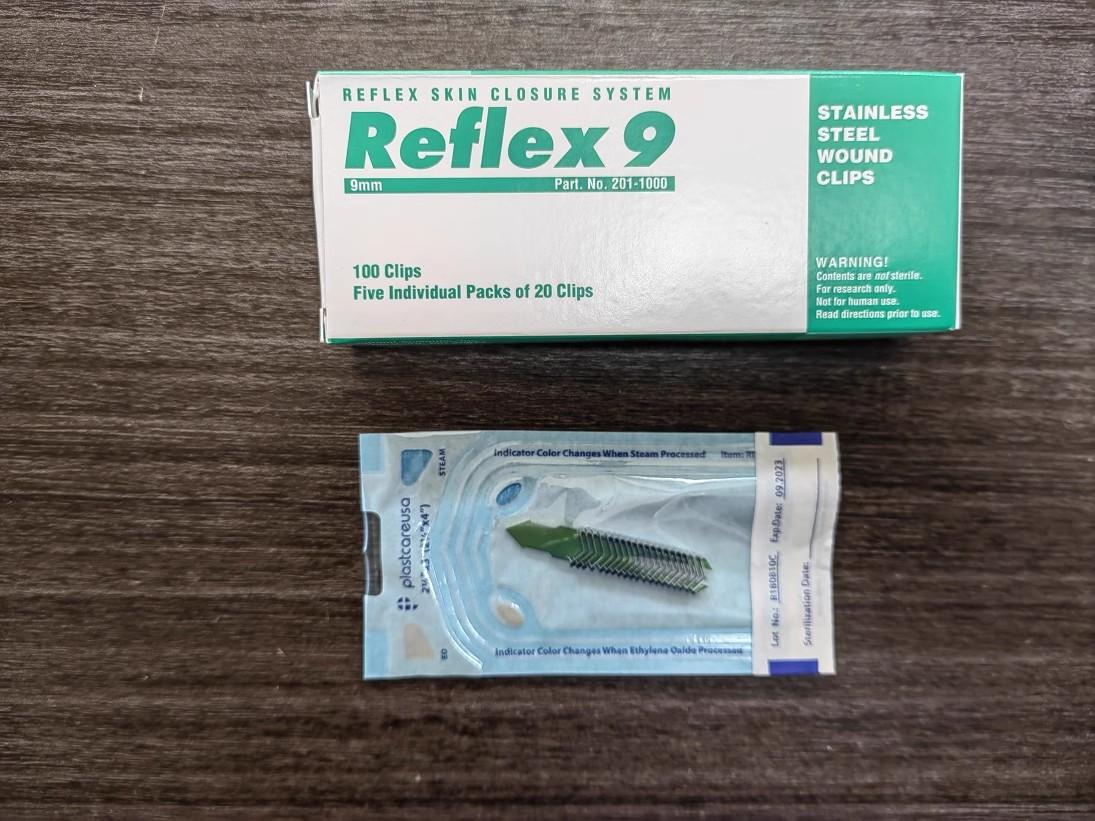 REFLEX SKIN CLOSURE SYSTEM
Reflex 9
9mm Part. No. 201-1000
100 Clips
Five Individual Packs of 20 Clips
STAINLESS
STEEL
WOUND
CLIPS
WARNING!
Contents are not sterile.
For research only.
Not for human use.
Read directions prior to use.
STEAM
plastcareusa
EO
Indicator Color Changes When Steam Processed
Item:
Indicator Color Changes When Ethylene Oxide Processed
Lot No.: Exp.Date: 09.2023
Sterilization Date: